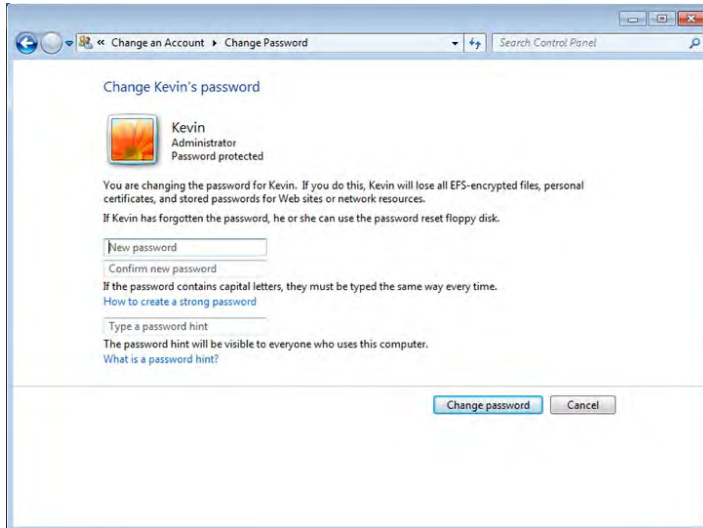 « Change an Account ▸ Change Password
Search Control Panel
Change Kevin's password
Kevin
Administrator
Password protected
You are changing the password for Kevin. If you do this, Kevin will lose all EFS-encrypted files, personal
certificates, and stored passwords for Web sites or network resources.
If Kevin has forgotten the password, he or she can use the password reset floppy disk.
New password
Confirm new password
If the password contains capital letters, they must be typed the same way every time.
How to create a strong password
Type a password hint
The password hint will be visible to everyone who uses this computer.
What is a password hint?
Change password
Cancel